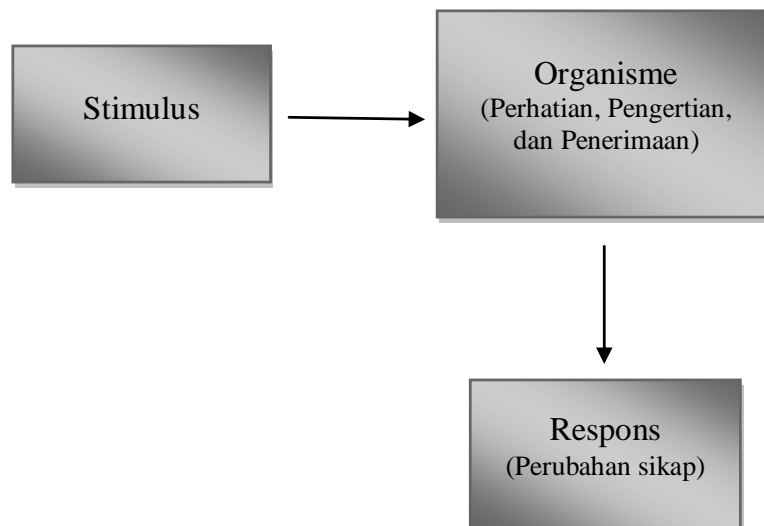 Stimulus
Organisme
(Perhatian, Pengertian,
dan Penerimaan)
Respons
(Perubahan sikap)